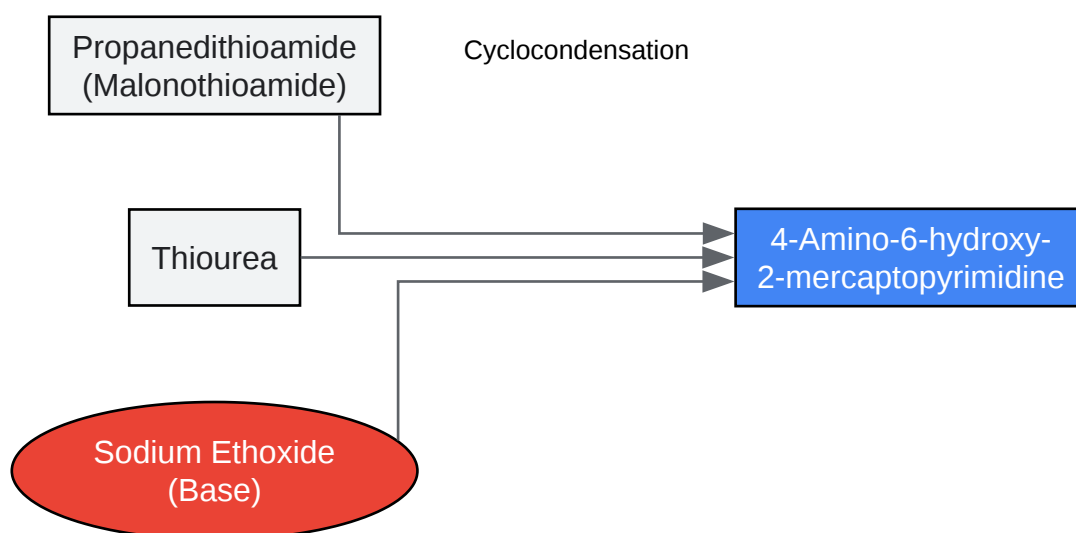 Propanedithioamide
(Malonothioamide)
Cyclocondensation
Thiourea
4-Amino-6-hydroxy-
2-mercaptopyrimidine
Sodium Ethoxide
(Base)